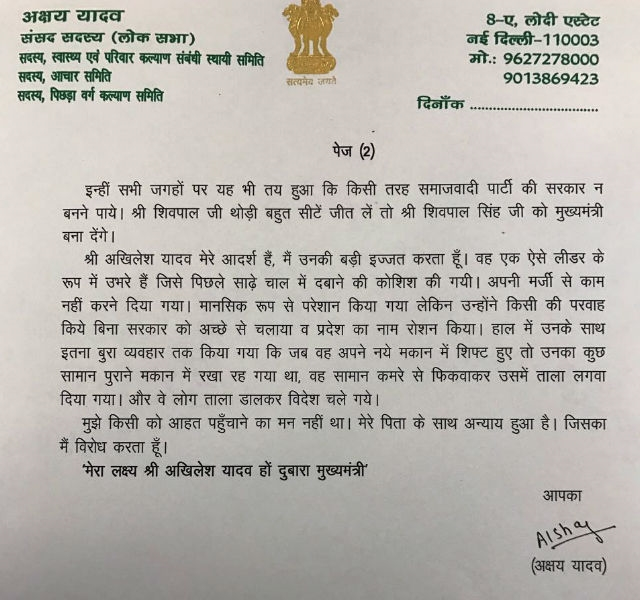 अक्षय यादव
संसद सदस्य (लोक सभा)
सदस्य, स्वास्थ्य एवं परिवार कल्याण संबंधी स्थायी समिति
सदस्य, आचार समिति
सदस्य, पिछड़ा वर्ग कल्याण समिति
सत्यमेव जयते
8-ए, लोदी एस्टेट
नई दिल्ली-110003
मो.: 9627278000
9013869423
दिनाँक ..................................
पेज (2)
इन्हीं सभी जगहों पर यह भी तय हुआ कि किसी तरह समाजवादी पार्टी की सरकार न
बनने पाये। श्री शिवपाल जी थोड़ी बहुत सीटें जीत लें तो श्री शिवपाल सिंह जी को मुख्यमंत्री
बना देंगे।
श्री अखिलेश यादव मेरे आदर्श हैं, मैं उनकी बड़ी इज्जत करता हूँ। वह एक ऐसे लीडर के
रूप में उभरे हैं जिसे पिछले साढ़े चाल में दबाने की कोशिश की गयी। अपनी मर्जी से काम
नहीं करने दिया गया। मानसिक रूप से परेशान किया गया लेकिन उन्होंने किसी की परवाह
किये बिना सरकार को अच्छे से चलाया व प्रदेश का नाम रोशन किया। हाल में उनके साथ
इतना बुरा व्यवहार तक किया गया कि जब वह अपने नये मकान में शिफ्ट हुए तो उनका कुछ
सामान पुराने मकान में रखा रह गया था, वह सामान कमरे से फिकवाकर उसमें ताला लगवा
दिया गया। और वे लोग ताला डालकर विदेश चले गये।
मुझे किसी को आहत पहुँचाने का मन नहीं था। मेरे पिता के साथ अन्याय हुआ है। जिसका
मैं विरोध करता हूँ।
'मेरा लक्ष्य श्री अखिलेश यादव हों दुबारा मुख्यमंत्री'
आपका
(अक्षय यादव)